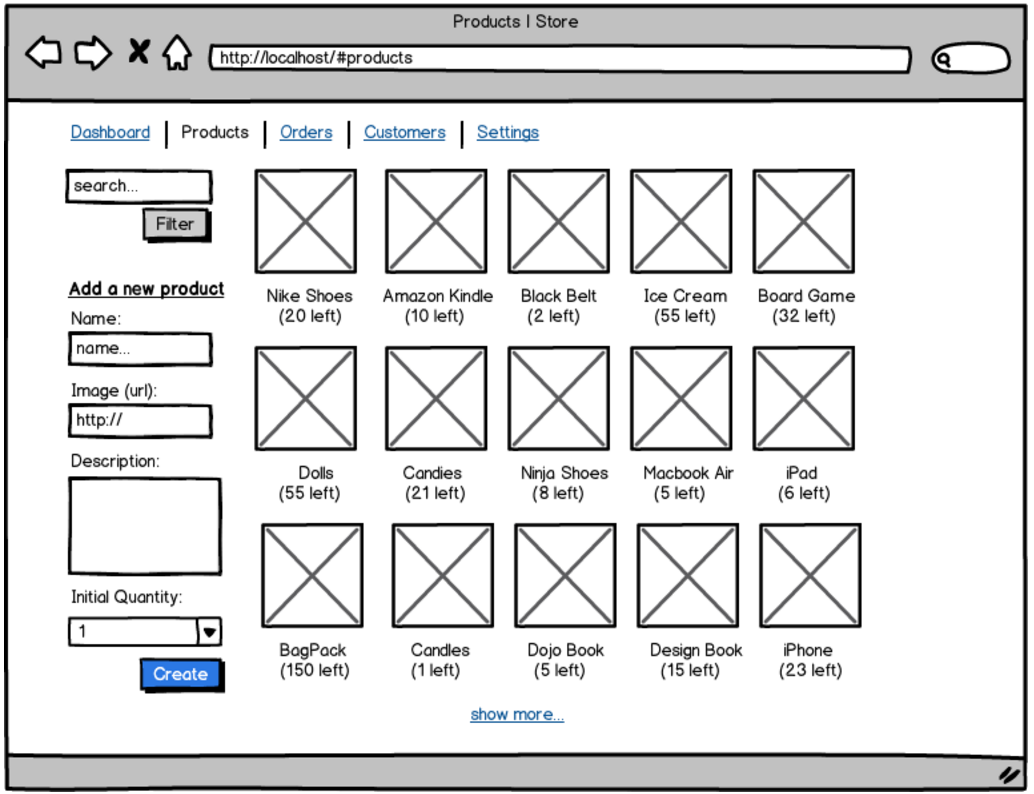 Products | Store
http://localhost/#products
Dashboard | Products | Orders | Customers | Settings
search...
Filter
Add a new product
Name:
name...
Image (url):
http://
Description:
Initial Quantity:
1
Create
Nike Shoes Amazon Kindle Black Belt Ice Cream Board Game
(20 left) (10 left) (2 left) (55 left) (32 left)
Dolls Candies Ninja Shoes Macbook Air iPad
(55 left) (21 left) (8 left) (5 left) (6 left)
BagPack Candles Dojo Book Design Book iPhone
(150 left) (1 left) (5 left) (15 left) (23 left)
show more...